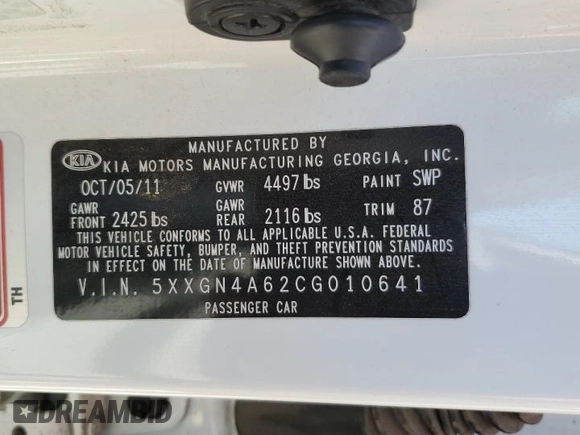 MANUFACTURED BY
KIA KIA MOTORS MANUFACTURING GEORGIA, INC.
OCT/05/11 GVWR 4497 lbs PAINT SWP
GAWR FRONT 2425 lbs GAWR REAR 2116 lbs TRIM 87
THIS VEHICLE CONFORMS TO ALL APPLICABLE U.S.A. FEDERAL
MOTOR VEHICLE SAFETY, BUMPER, AND THEFT PREVENTION STANDARDS
IN EFFECT ON THE DATE OF MANUFACTURE SHOWN ABOVE.
V.I.N. 5XXGN4A62CG010641
PASSENGER CAR
TH
DREAMBID